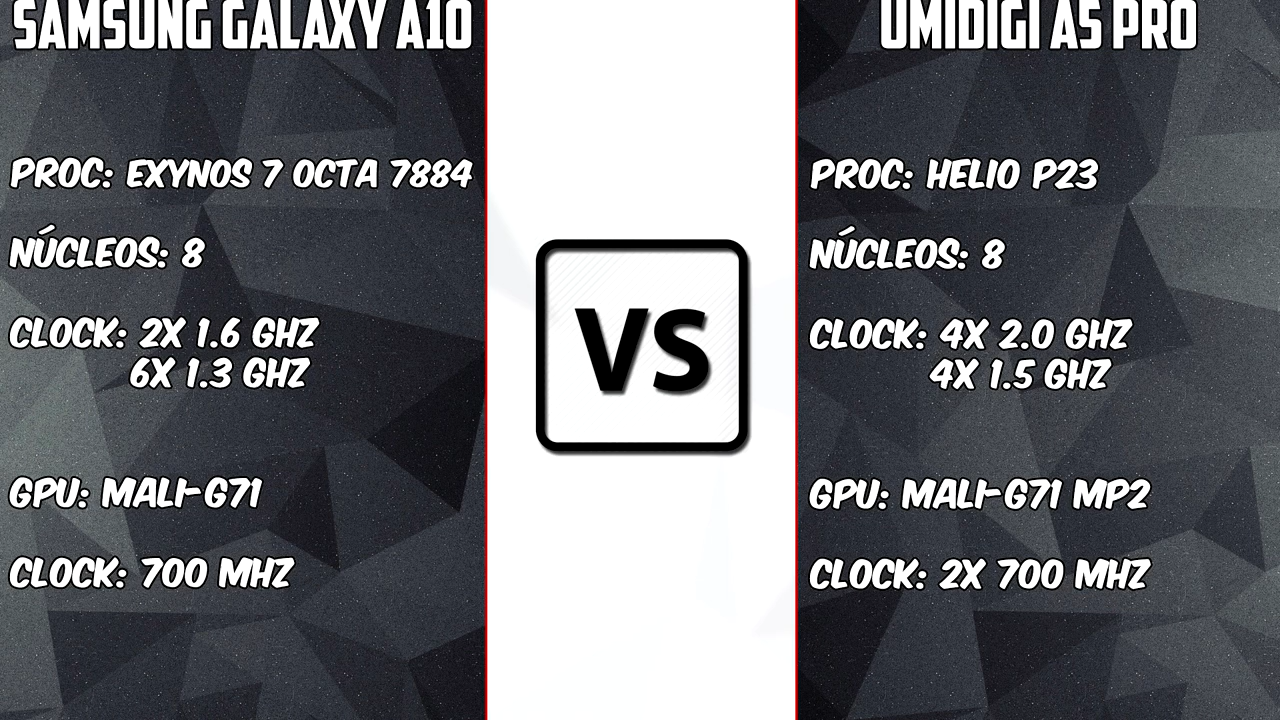 SAMSUNG GALAXY A10
PROC: EXYNOS 7 OCTA 7884
NÚCLEOS: 8
CLOCK: 2X 1.6 GHZ
6X 1.3 GHZ
GPU: MALI-G71
CLOCK: 700 MHZ
VS
UMIDIGI A5 PRO
PROC: HELIO P23
NÚCLEOS: 8
CLOCK: 4X 2.0 GHZ
4X 1.5 GHZ
GPU: MALI-G71 MP2
CLOCK: 2X 700 MHZ